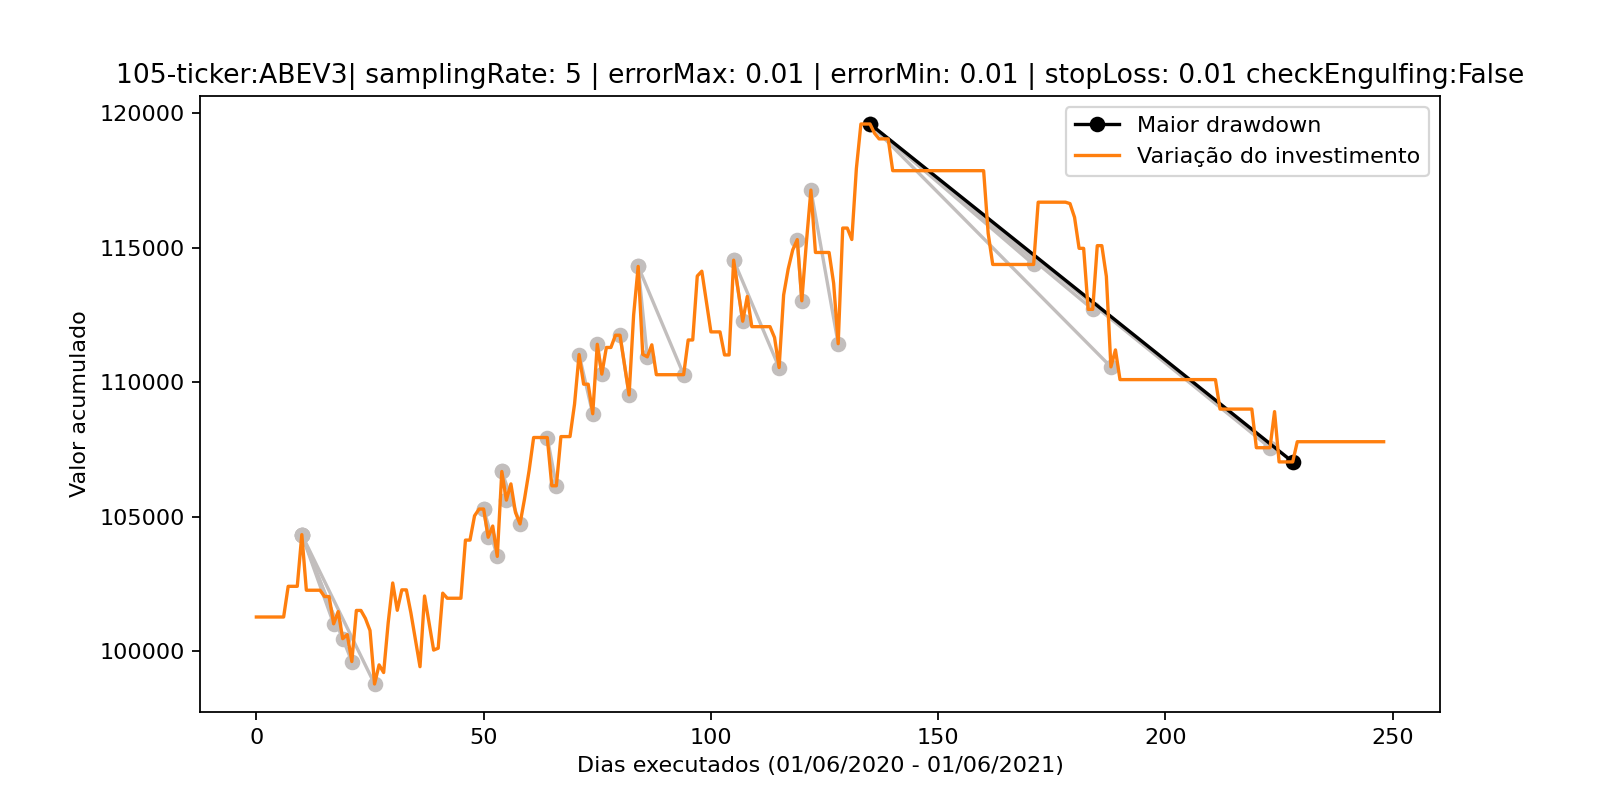 105-ticker:ABEV3| samplingRate: 5 | errorMax: 0.01 | errorMin: 0.01 | stopLoss: 0.01 checkEngulfing:False
Maior drawdown
Variação do investimento
Valor acumulado
120000
115000
110000
105000
100000
0 50 100 150 200 250
Dias executados (01/06/2020 - 01/06/2021)